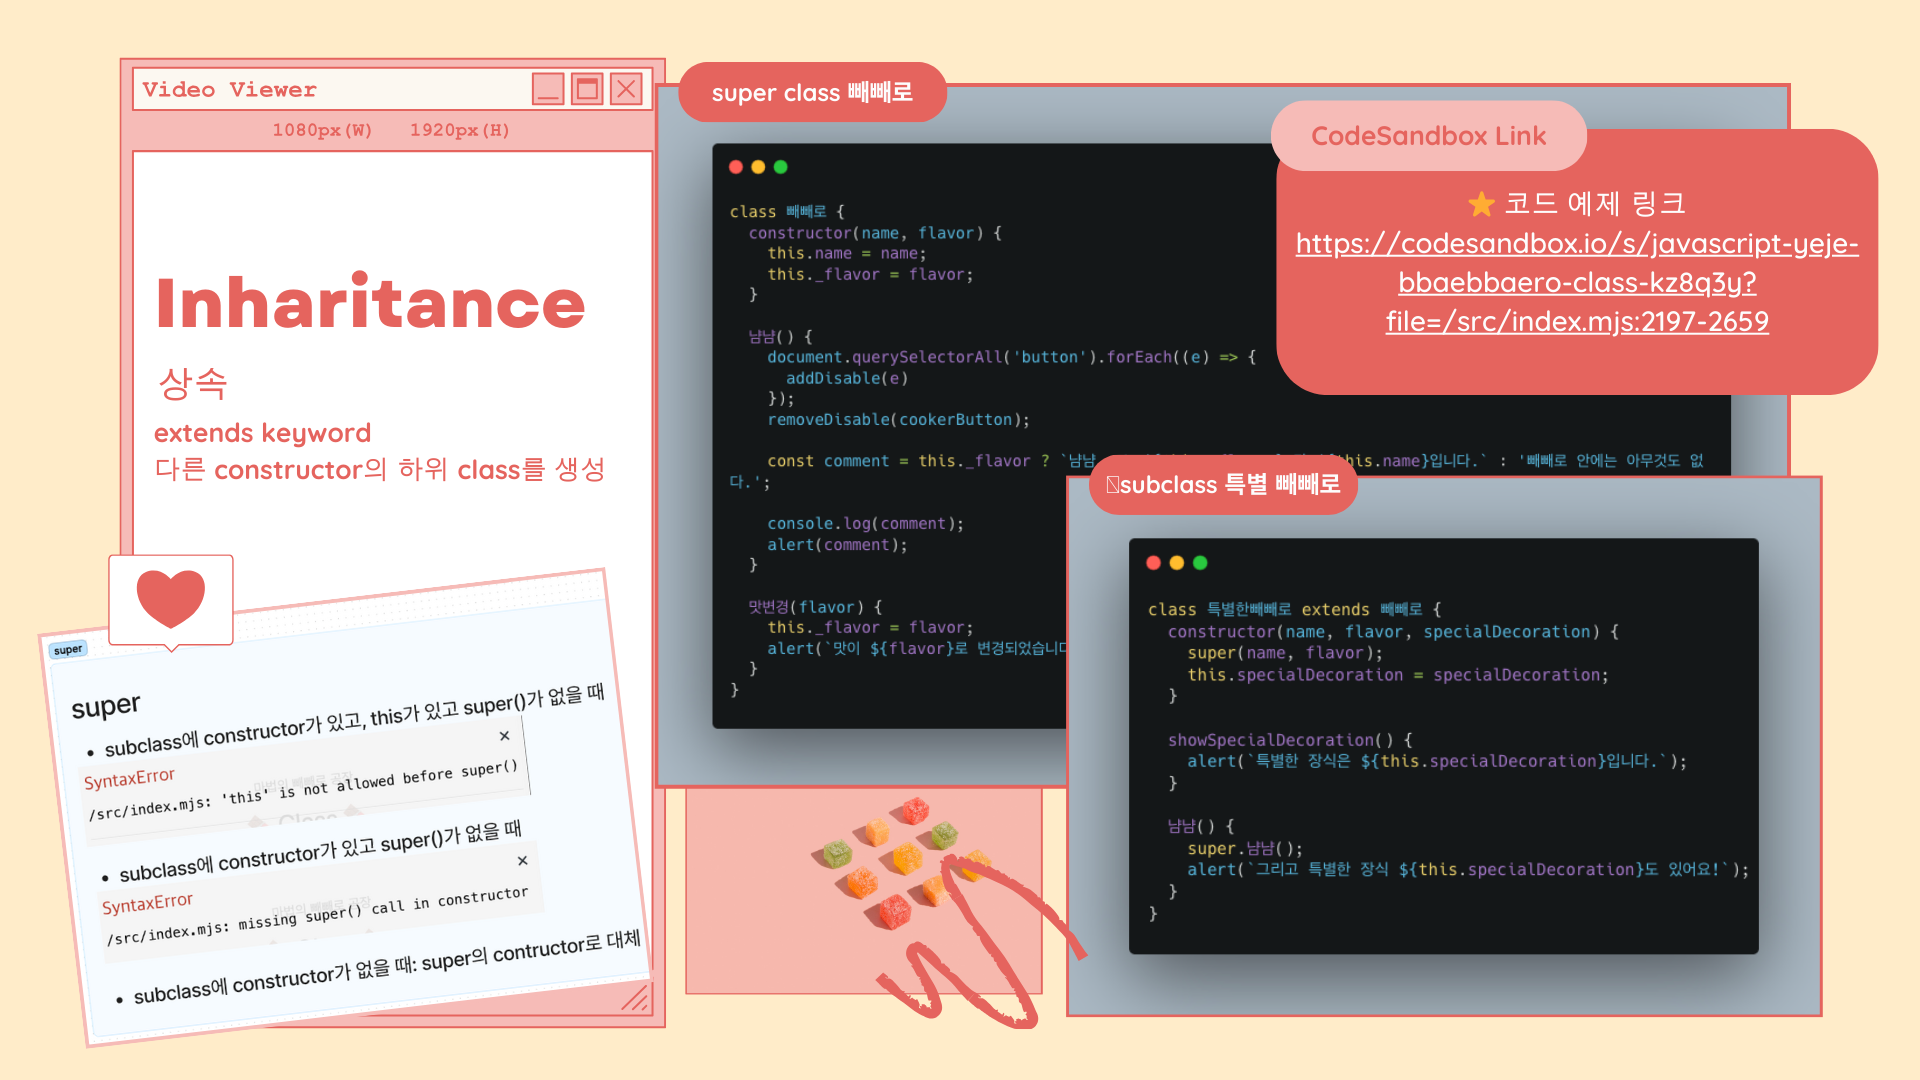 Video Viewer
1080px(W) 1920px(H)
Inharitance
상속
extends keyword
다른 constructor의 하위 class를 생성
super
super
• subclass에 constructor가 있고, this가 있고 super()가 없을 때
SyntaxError
/src/index.mjs: 'this' is not allowed before super()
• subclass에 constructor가 있고 super()가 없을 때
SyntaxError
/src/index.mjs: missing super() call in constructor
• subclass에 constructor가 없을 때: super의 contructor로 대체
super class 빼빼로
class 빼빼로 {
constructor(name, flavor) {
this.name = name;
this._flavor = flavor;
}
냠냠() {
document.querySelectorAll('button').forEach((e) => {
addDisable(e)
});
removeDisable(cookerButton);
const comment = this._flavor ? `냠냠 this.name}입니다.` : '빼빼로 안에는 아무것도 없
다.';
console.log(comment);
alert(comment);
}
맛변경(flavor) {
this._flavor = flavor;
alert(`맛이 ${flavor}로 변경되었습니다
}
}
CodeSandbox Link
⭐ 코드 예제 링크
https://codesandbox.io/s/javascript-yeje-
bbaebbaero-class-kz8q3y?
file=/src/index.mjs:2197-2659
subclass 특별 빼빼로
class 특별한빼빼로 extends 빼빼로 {
constructor(name, flavor, specialDecoration) {
super(name, flavor);
this.specialDecoration = specialDecoration;
}
showSpecialDecoration() {
alert(`특별한 장식은 ${this.specialDecoration}입니다.`);
}
냠냠() {
super.냠냠();
alert(`그리고 특별한 장식 ${this.specialDecoration}도 있어요!`);
}
}